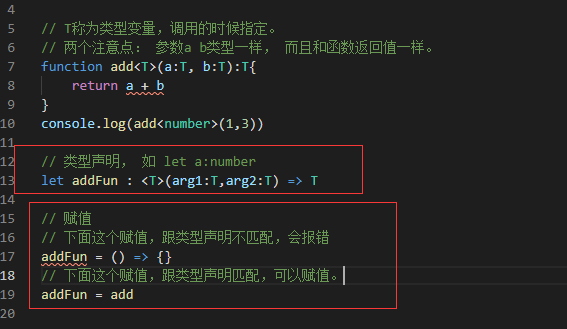 4
5 // T称为类型变量，调用的时候指定。
6 // 两个注意点： 参数a b类型一样， 而且和函数返回值一样。
7 function add<T>(a:T, b:T):T{
8 return a + b
9 }
10 console.log(add<number>(1,3))
11
12 // 类型声明， 如 let a:number
13 let addFun : <T>(arg1:T,arg2:T) => T
14
15 // 赋值
16 // 下面这个赋值，跟类型声明不匹配，会报错
17 addFun = () => {}
18 // 下面这个赋值，跟类型声明匹配，可以赋值。
19 addFun = add
20